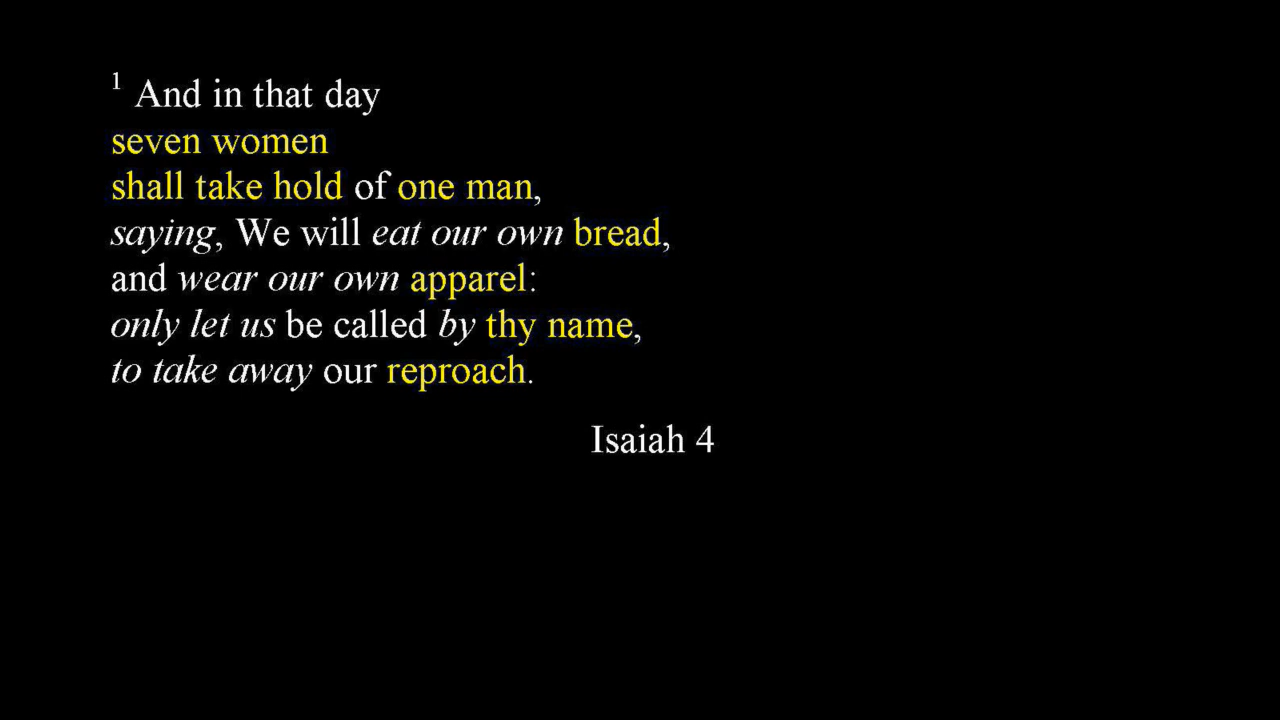 1 And in that day
seven women
shall take hold of one man,
saying, We will eat our own bread,
and wear our own apparel:
only let us be called by thy name,
to take away our reproach.
Isaiah 4